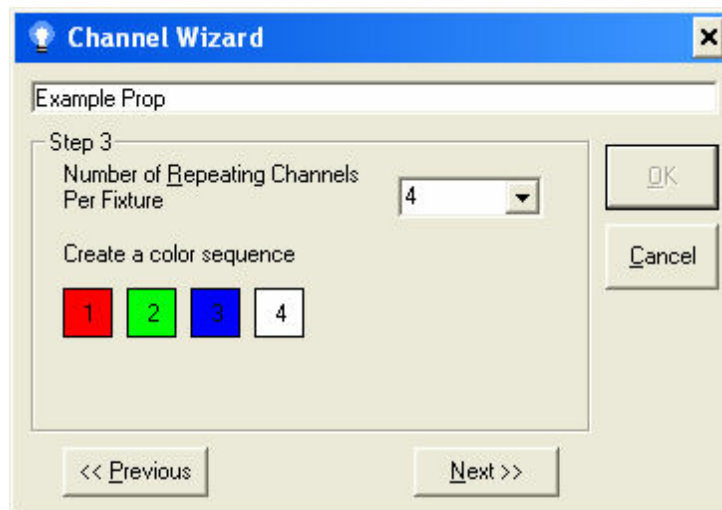 Channel Wizard
Example Prop
Step 3
Number of Repeating Channels
Per Fixture
4
OK
Create a color sequence
Cancel
1 2 3 4
<< Previous Next >>